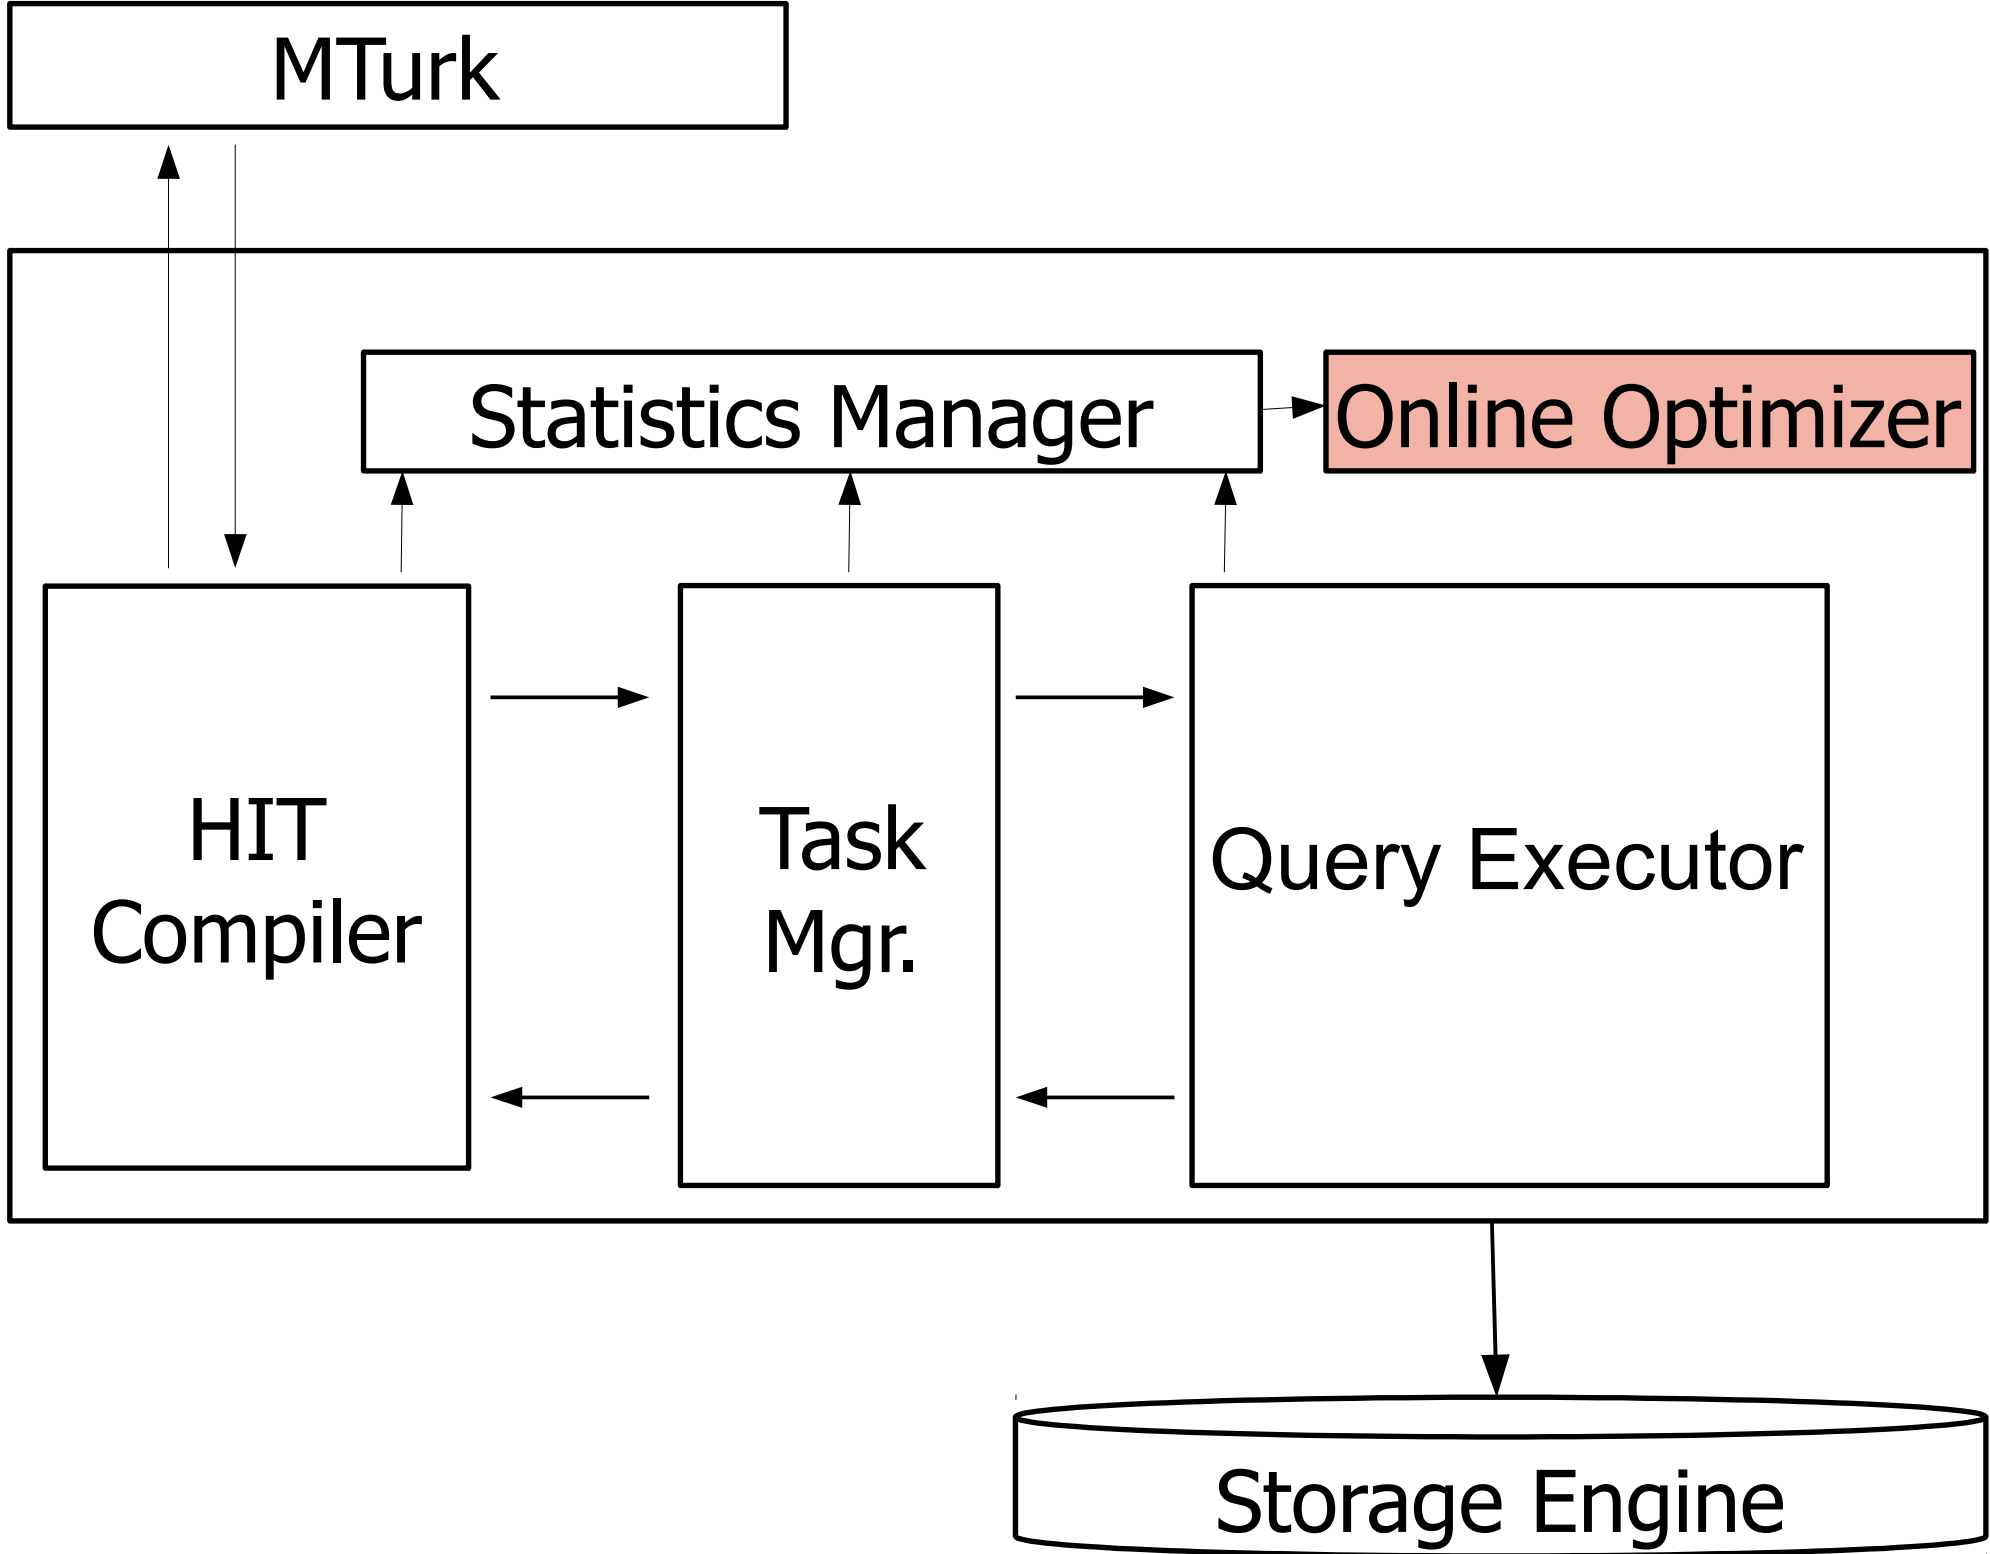 MTurk
Statistics Manager
Online Optimizer
HIT
Compiler
Task
Mgr.
Query Executor
Storage Engine